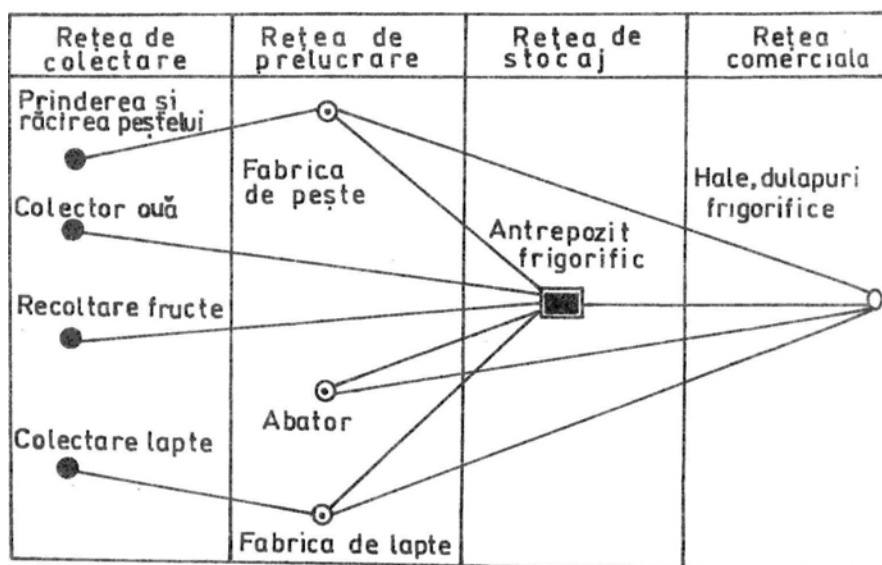 Rețea de colectare
Rețea de prelucrare
Rețea de stocaj
Rețea comerciala
Prinderea și
răcirea peștelui
Fabrica
de pește
Hale, dulapuri
frigorifice
Colector ouă
Antrepozit
frigorific
Recoltare fructe
Abator
Colectare lapte
Fabrica de lapte